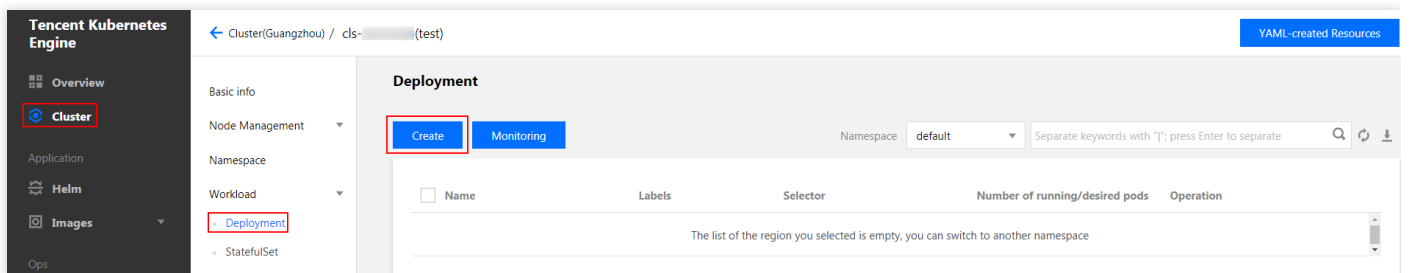 Tencent Kubernetes
Engine
Overview
Cluster
Application
Helm
Images
Ops
Cluster(Guangzhou) / cls- (test)
YAML-created Resources
Basic info
Node Management
Namespace
Workload
Deployment
StatefulSet
Deployment
Create Monitoring Namespace default Separate keywords with "|"; press Enter to separate
Name Labels Selector Number of running/desired pods Operation
The list of the region you selected is empty, you can switch to another namespace